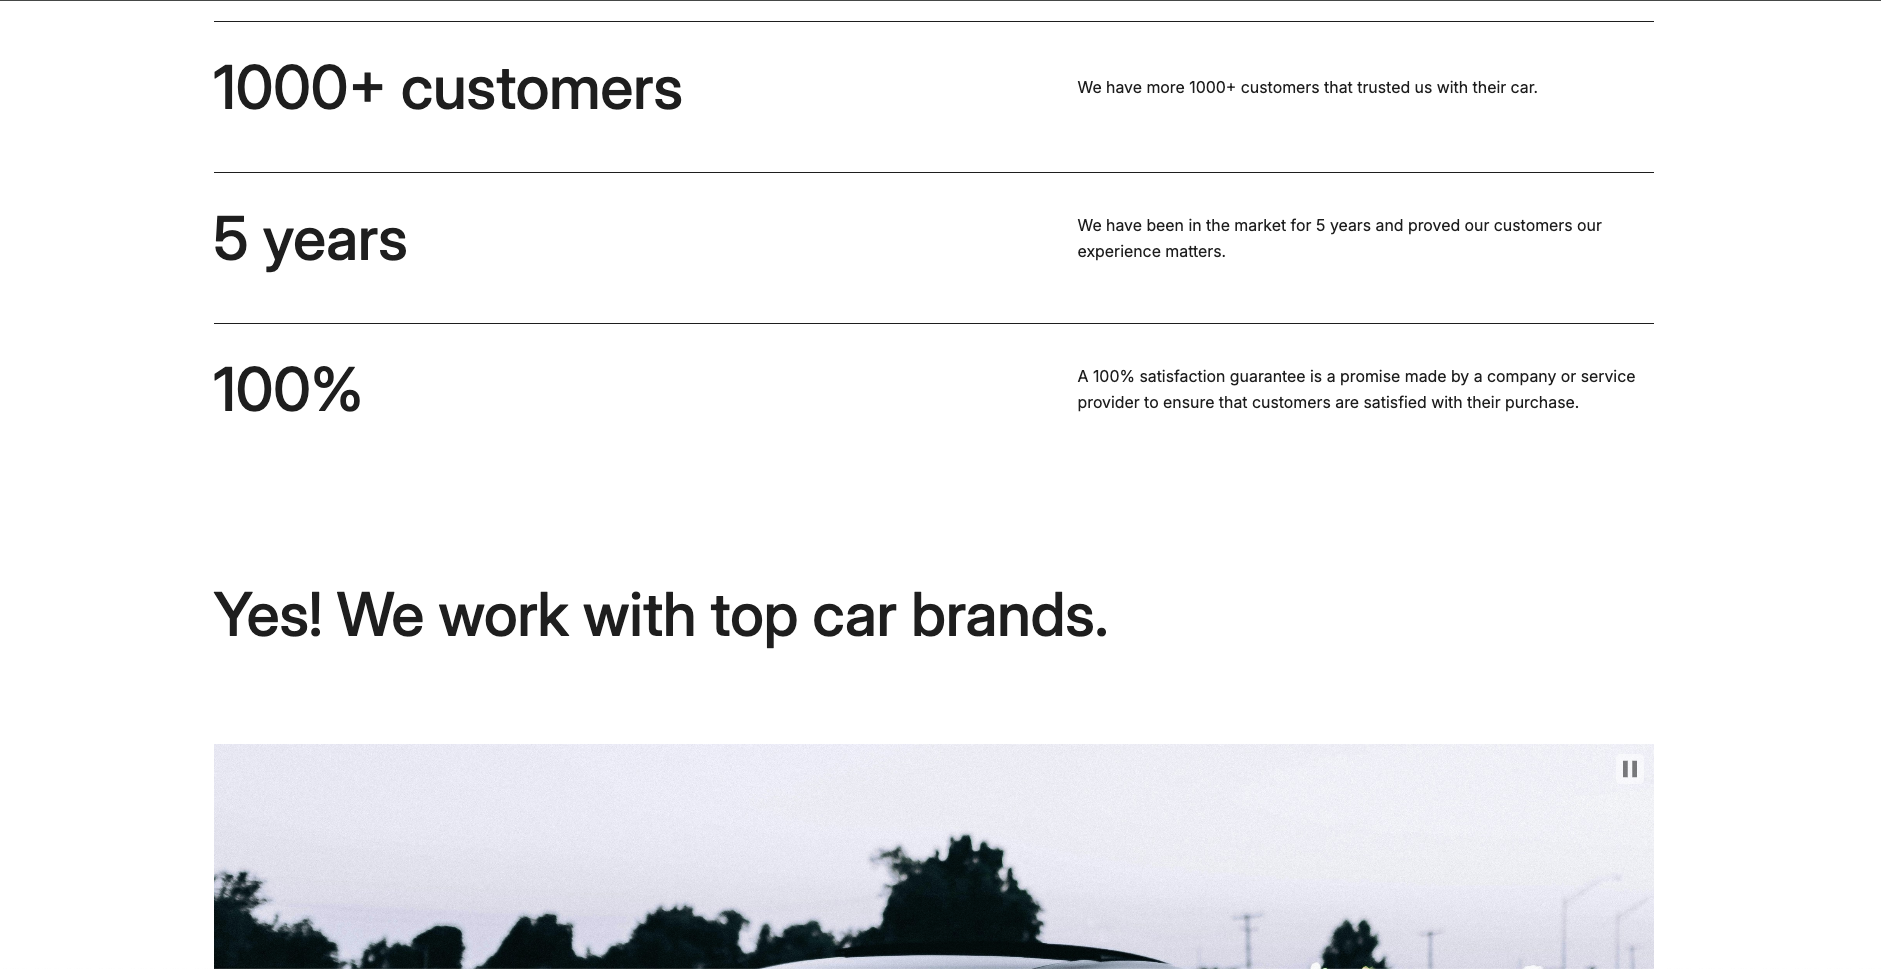 1000+ customers
We have more 1000+ customers that trusted us with their car.
5 years
We have been in the market for 5 years and proved our customers our
experience matters.
100%
A 100% satisfaction guarantee is a promise made by a company or service
provider to ensure that customers are satisfied with their purchase.
Yes! We work with top car brands.